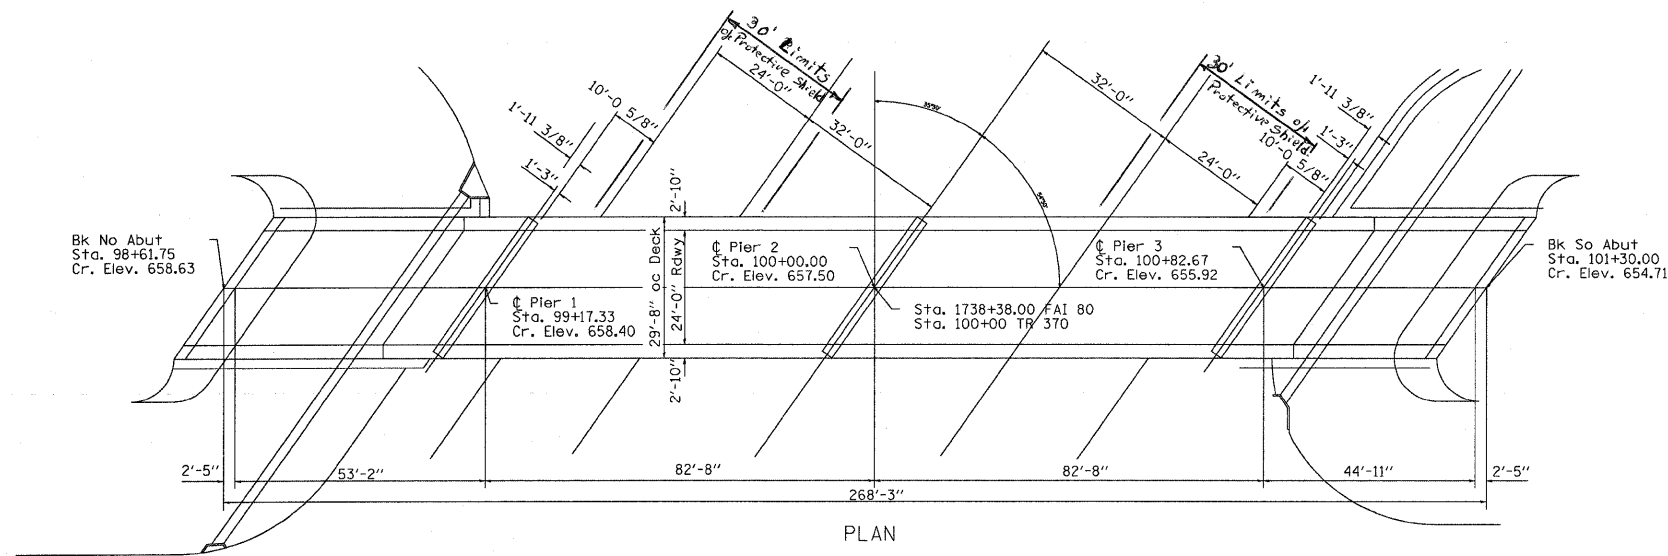 30' Limits
of Protective Shield
24'-0"
32'-0"
10'-0 5/8"
1'-11 3/8"
1'-3"
2'-10"
32'-0"
30' Limits of
Protective Shield
24'-0"
10'-0 5/8"
1'-11 3/8"
1'-3"
Bk No Abut
Sta. 98+61.75
Cr. Elev. 658.63
℄ Pier 1
Sta. 99+17.33
Cr. Elev. 658.40
29'-8" oc Deck
24'-0" Rdwy
2'-10"
℄ Pier 2
Sta. 100+00.00
Cr. Elev. 657.50
Sta. 1738+38.00 FAI 80
Sta. 100+00 TR 370
℄ Pier 3
Sta. 100+82.67
Cr. Elev. 655.92
Bk So Abut
Sta. 101+30.00
Cr. Elev. 654.71
2'-5"
53'-2"
82'-8"
82'-8"
44'-11"
2'-5"
268'-3"
PLAN